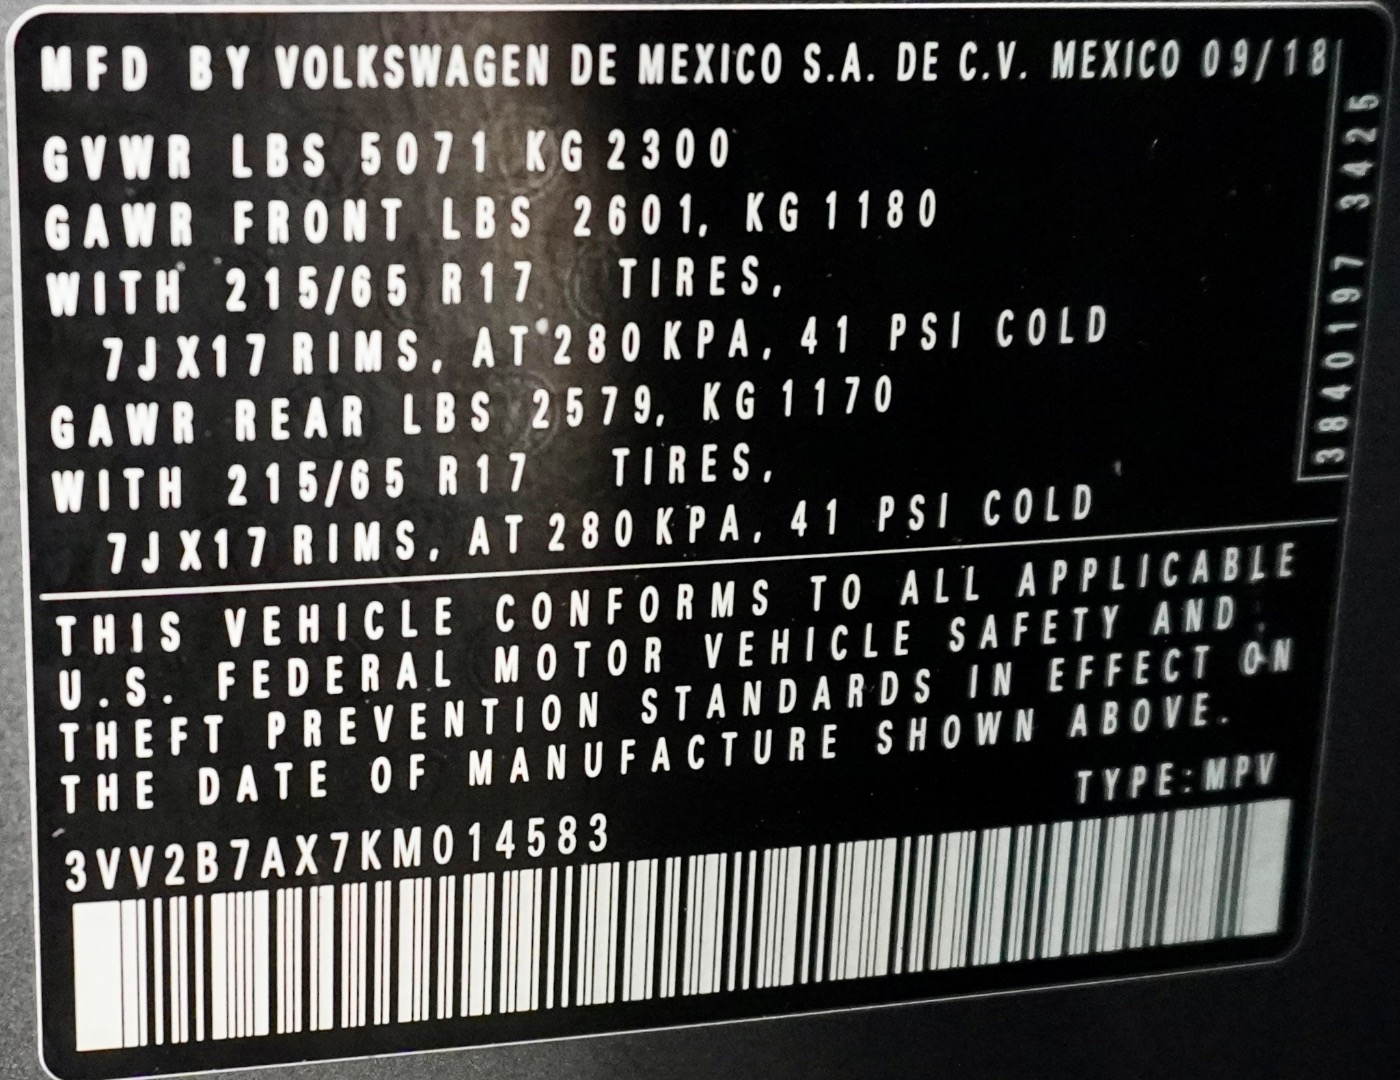 MFD BY VOLKSWAGEN DE MEXICO S.A. DE C.V. MEXICO 09/18
GVWR LBS 5071 KG 2300
GAWR FRONT LBS 2601, KG 1180
WITH 215/65 R17 TIRES,
7JX17 RIMS, AT 280 KPA, 41 PSI COLD
GAWR REAR LBS 2579, KG 1170
WITH 215/65 R17 TIRES,
7JX17 RIMS, AT 280 KPA, 41 PSI COLD
3840197 3425
THIS VEHICLE CONFORMS TO ALL APPLICABLE
U.S. FEDERAL MOTOR VEHICLE SAFETY AND
THEFT PREVENTION STANDARDS IN EFFECT ON
THE DATE OF MANUFACTURE SHOWN ABOVE.
TYPE:MPV
3VV2B7AX7KM014583